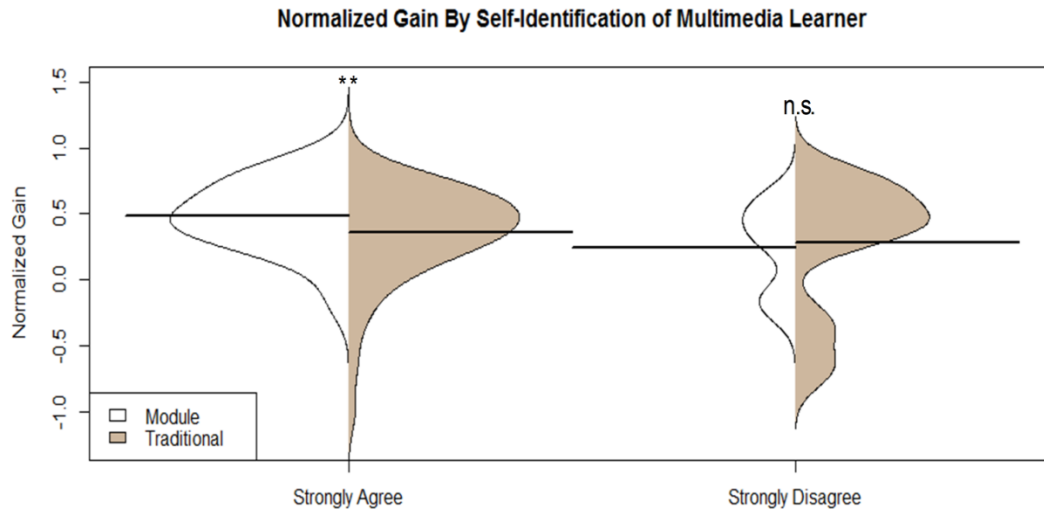 Normalized Gain By Self-Identification of Multimedia Learner
**
n.s.
1.5
1.0
0.5
0.0
-0.5
-1.0
Normalized Gain
Module
Traditional
Strongly Agree
Strongly Disagree